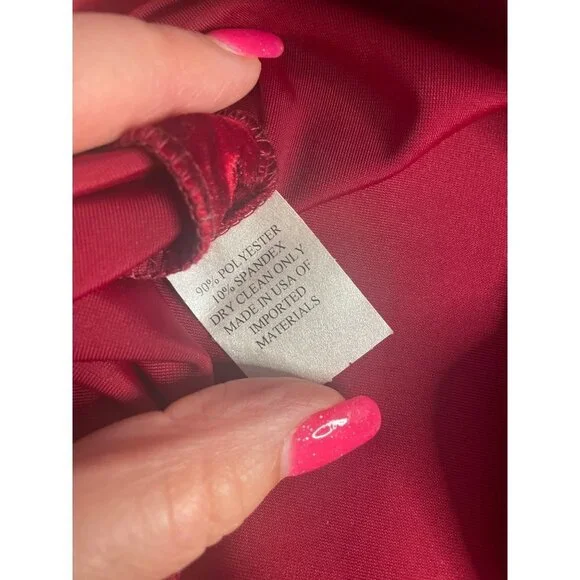 90% POLYESTER
10% SPANDEX
DRY CLEAN ONLY
MADE IN USA OF
IMPORTED
MATERIALS